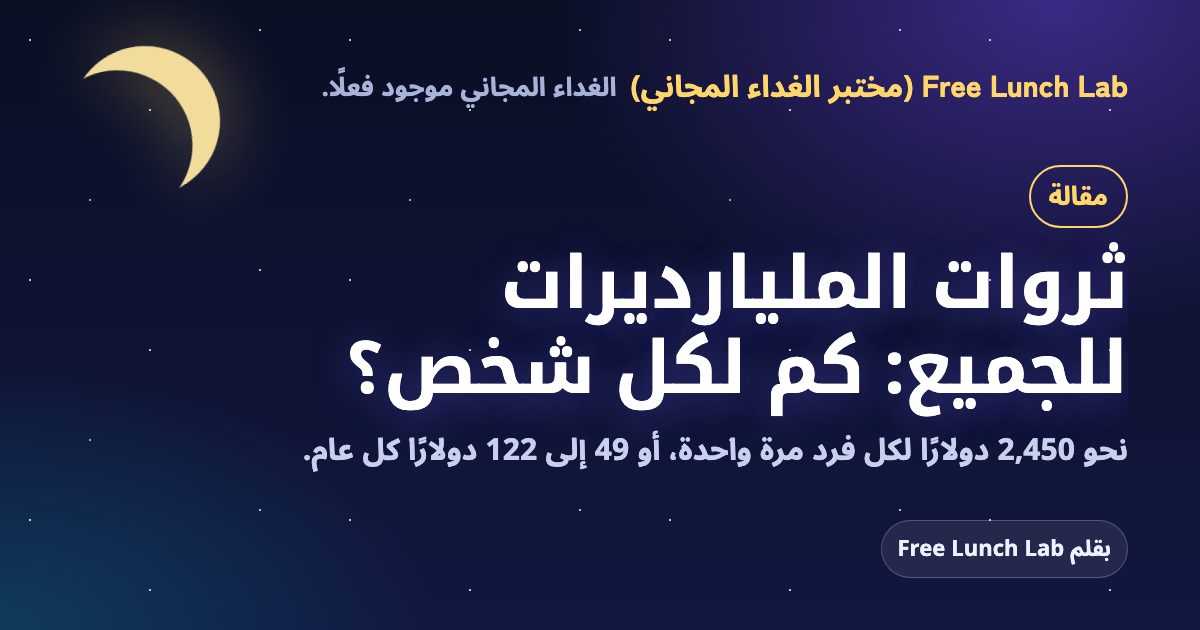 Free Lunch Lab (مختبر الغداء المجاني) الغداء المجاني موجود فعلًا.
مقالة
ثروات المليارديرات
للجميع: كم لكل شخص؟
نحو 2,450 دولارًا لكل فرد مرة واحدة، أو 49 إلى 122 دولارًا كل عام.
بقلم Free Lunch Lab